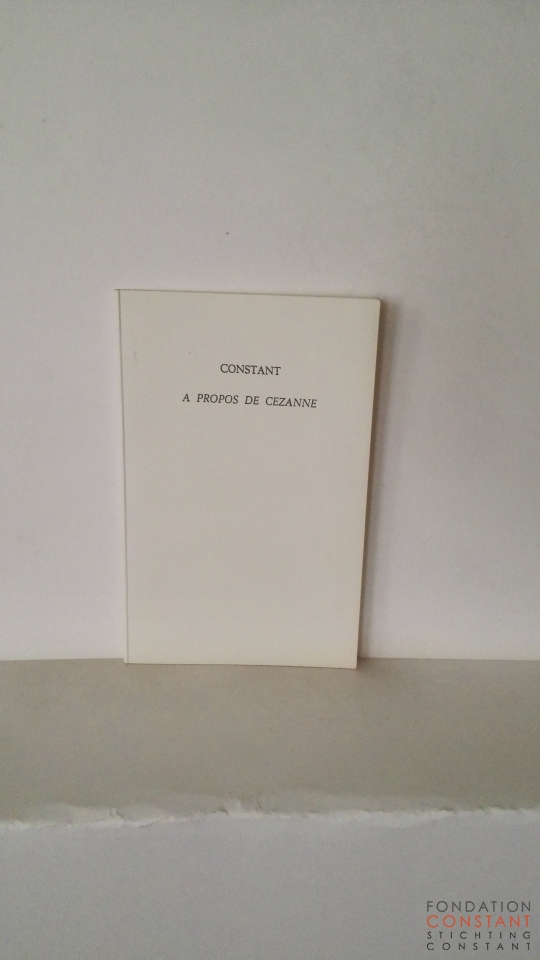 CONSTANT
A PROPOS DE CEZANNE
FONDATION
CONSTANT
STICHTING
CONSTANT